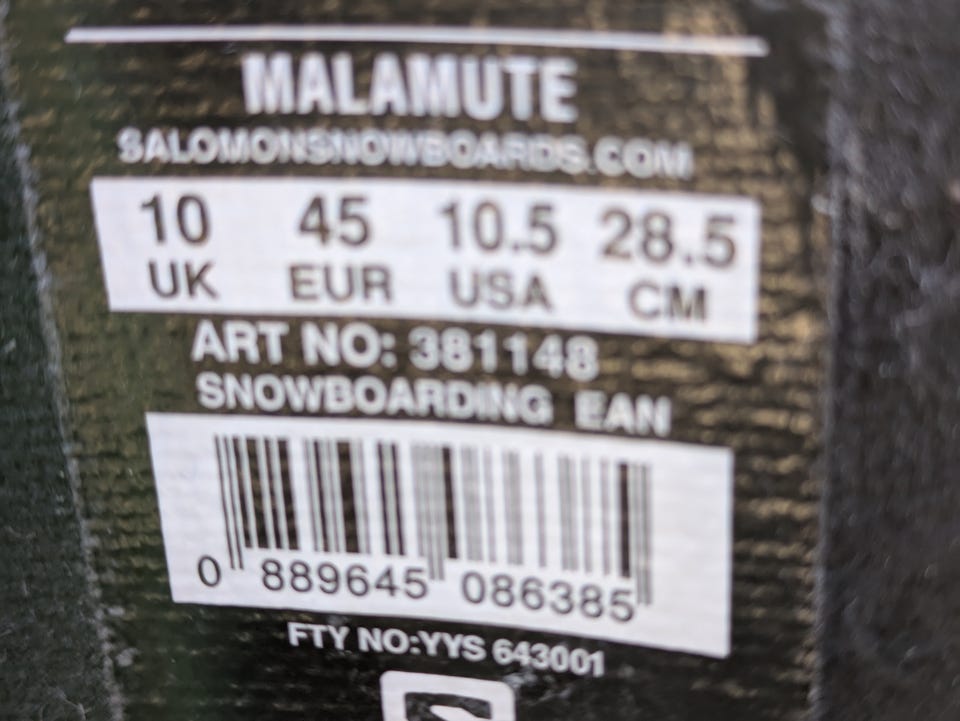 MALAMUTE
SALOMONSNOWBOARDS.COM
10 45 10.5 28.5
UK EUR USA CM
ART NO: 381148
SNOWBOARDING EAN
0 889645 086385
FTY NO:YYS 643001